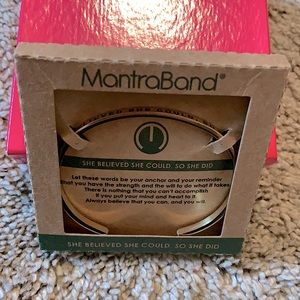 MantraBand®
SHE BELIEVED SHE COULD, SO SHE DID
Let these words be your anchor and your reminder
that you have the strength and the will to do what it takes.
There is nothing that you can't accomplish
if you put your mind and heart to it.
Always believe that you can, and you will.
SHE BELIEVED SHE COULD, SO SHE DID